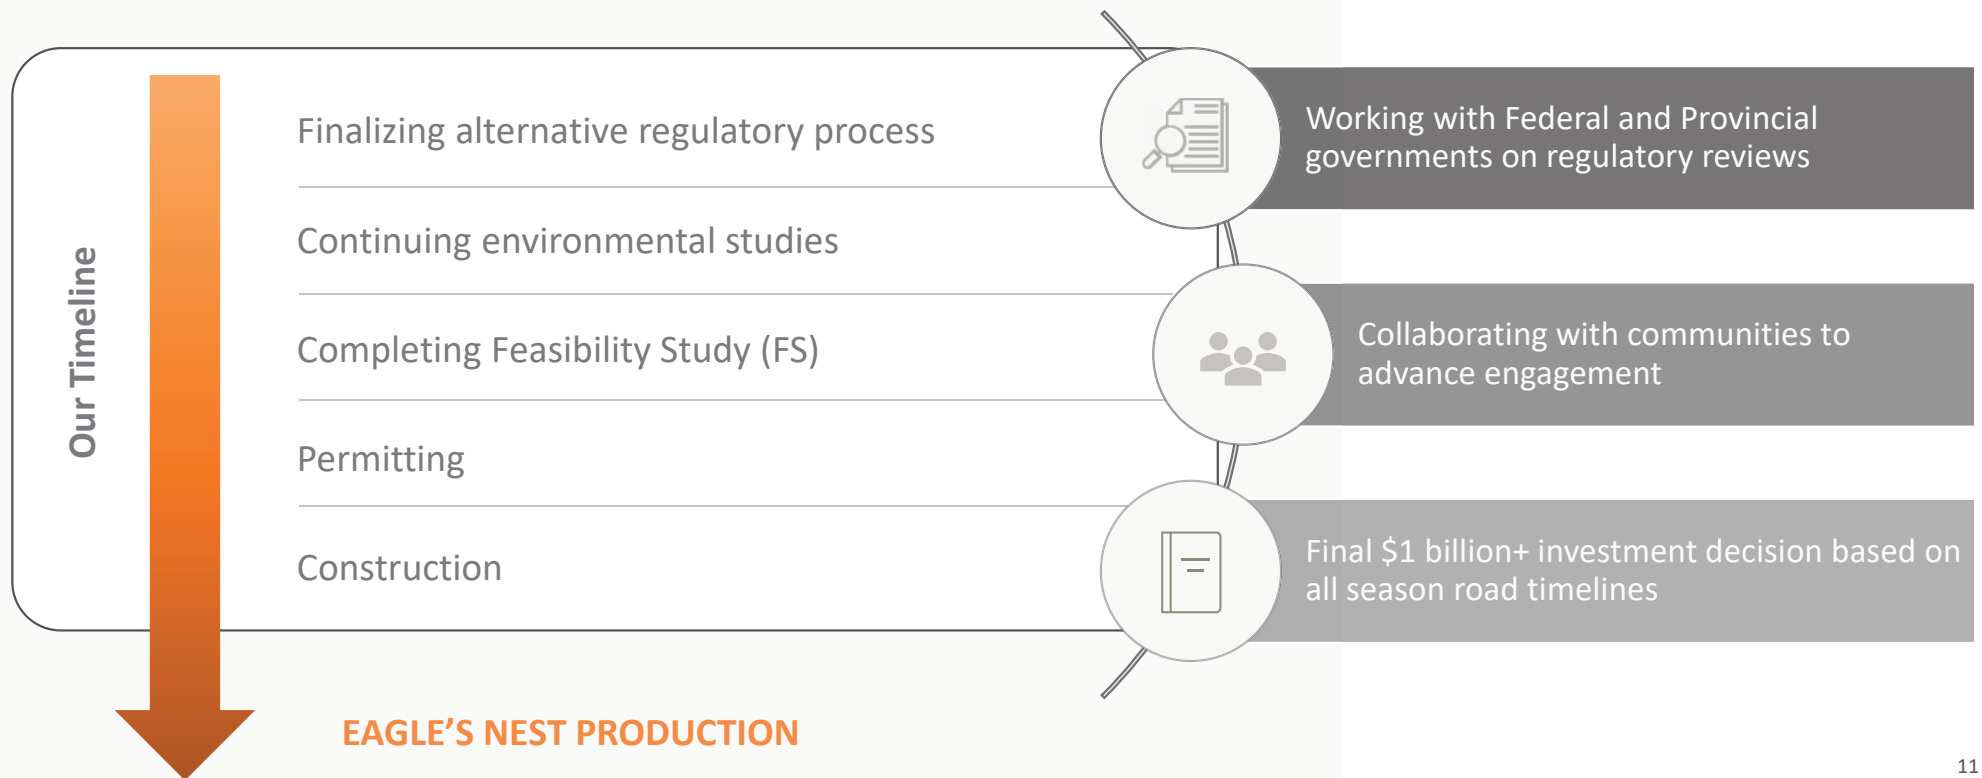 Our Timeline
Finalizing alternative regulatory process
Continuing environmental studies
Completing Feasibility Study (FS)
Permitting
Construction
EAGLE’S NEST PRODUCTION
Working with Federal and Provincial
governments on regulatory reviews
Collaborating with communities to
advance engagement
Final $1 billion+ investment decision based on
all season road timelines
11